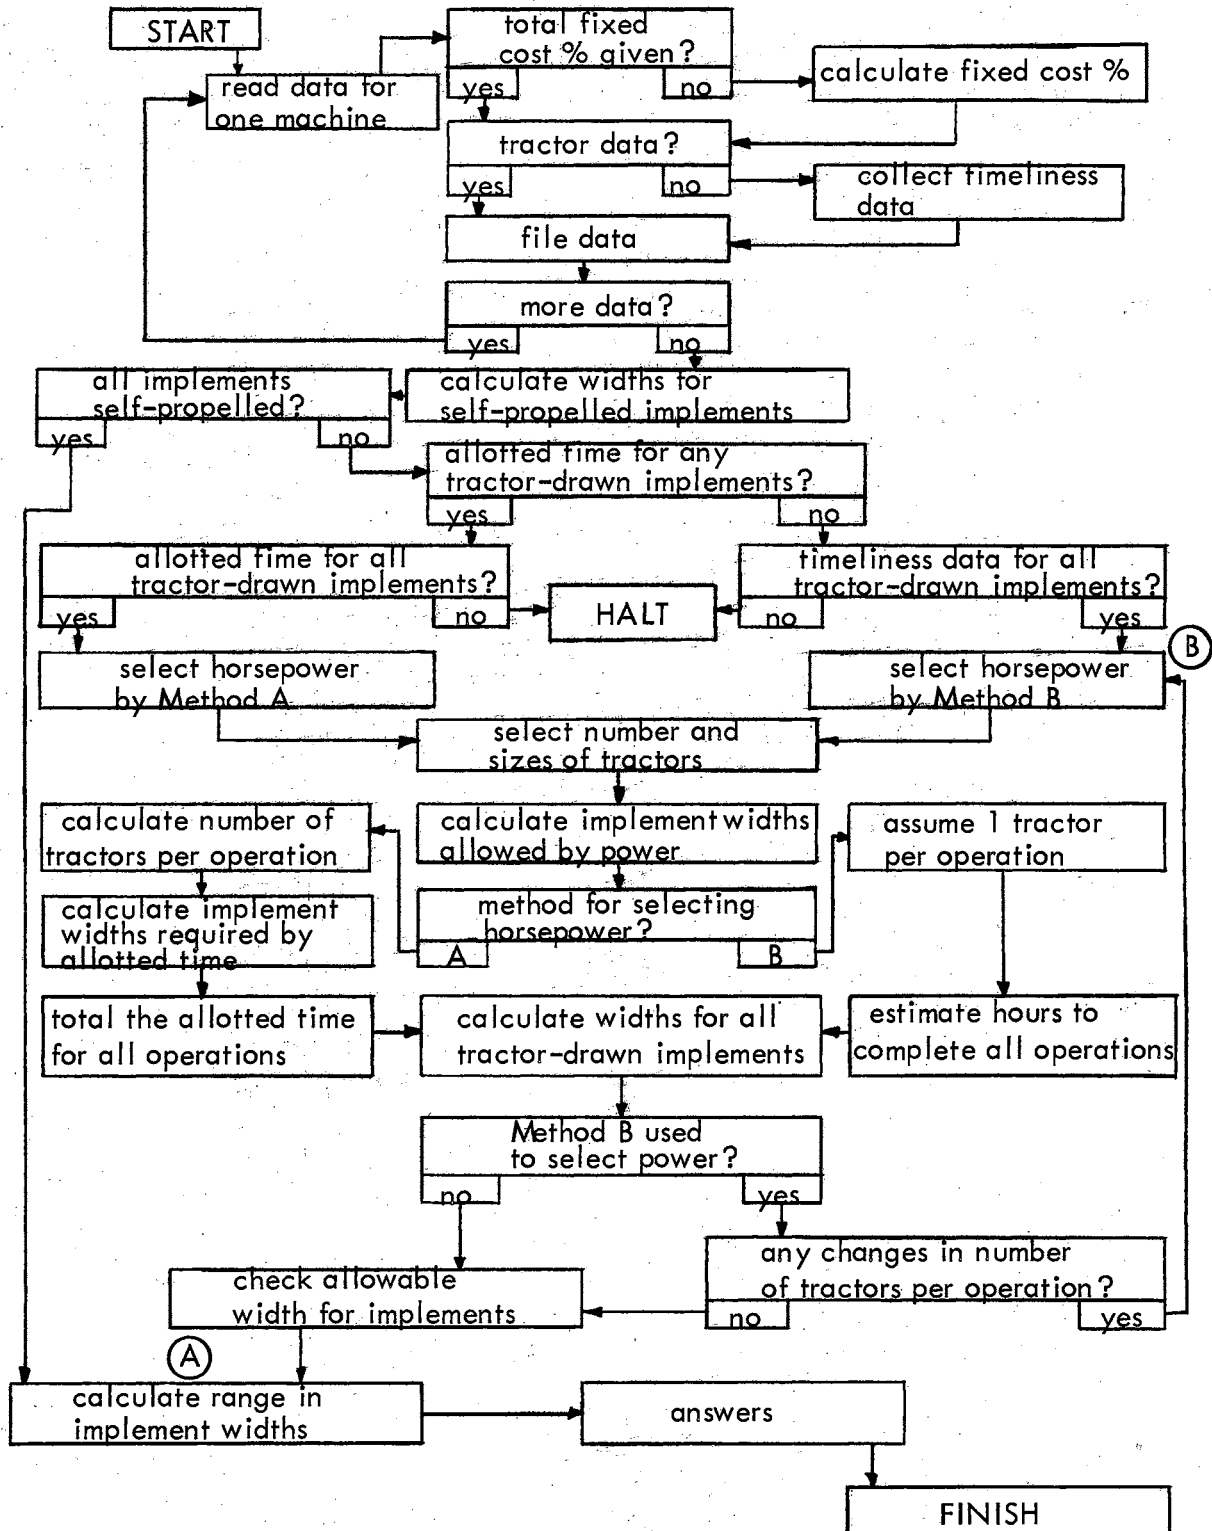 START
total fixed
cost % given?
yes
no
calculate fixed cost %
read data for
one machine
tractor data?
yes
no
collect timeliness
data
file data
more data?
yes
no
all implements
self-propelled?
yes
no
calculate widths for
self-propelled implements
allotted time for any
tractor-drawn implements?
yes
no
allotted time for all
tractor-drawn implements?
yes
no
HALT
timeliness data for all
tractor-drawn implements?
no
yes
B
select horsepower
by Method A
select horsepower
by Method B
select number and
sizes of tractors
calculate number of
tractors per operation
calculate implement widths
allowed by power
assume 1 tractor
per operation
calculate implement
widths required by
allotted time
method for selecting
horsepower?
A
B
total the allotted time
for all operations
calculate widths for all
tractor-drawn implements
estimate hours to
complete all operations
Method B used
to select power?
no
yes
any changes in number
of tractors per operation?
no
yes
check allowable
width for implements
A
calculate range in
implement widths
answers
FINISH